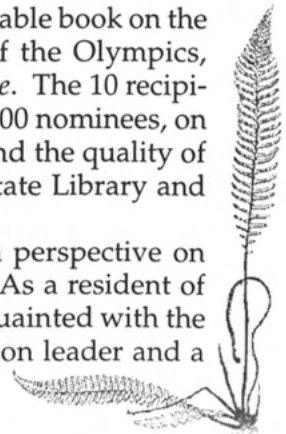 able book on the
f the Olympics,
e. The 10 recipi-
00 nominees, on
nd the quality of
tate Library and
perspective on
As a resident of
uainted with the
on leader and a